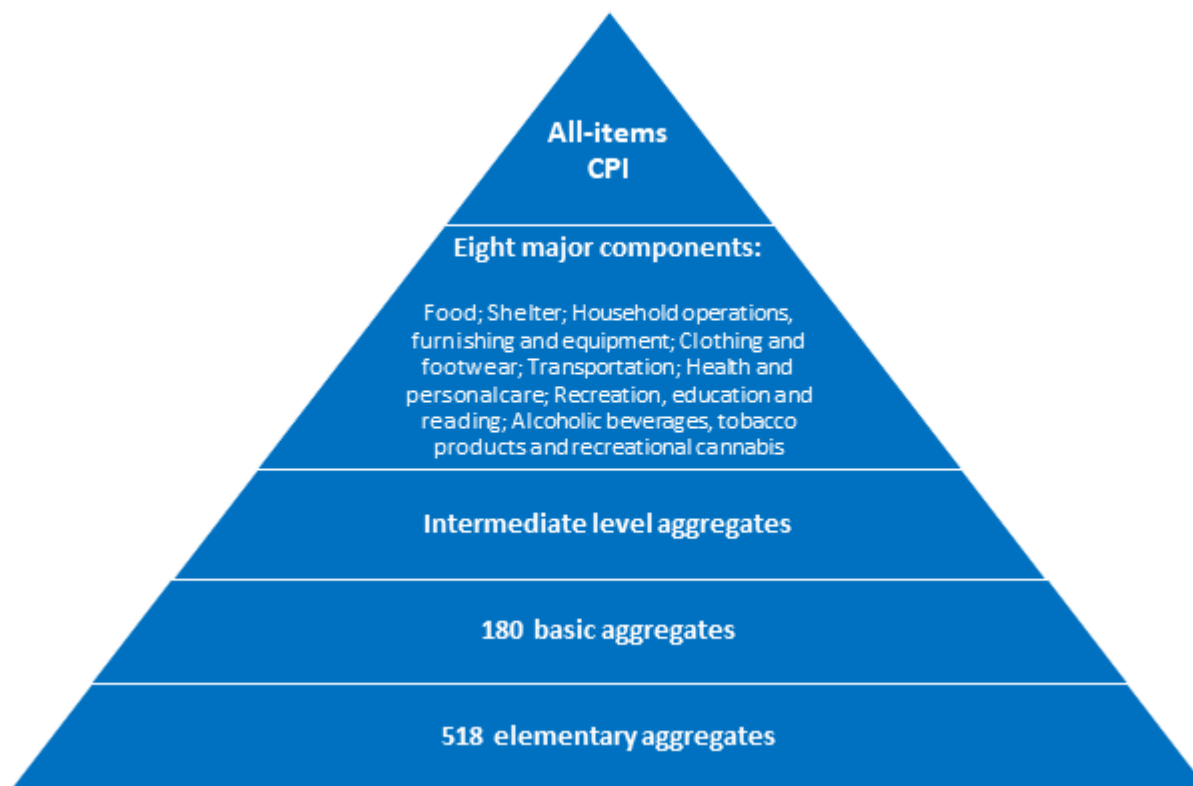 All-items
CPI
Eight major components:
Food; Shelter; Household operations,
furnishing and equipment; Clothing and
footwear; Transportation; Health and
personal care; Recreation, education and
reading; Alcoholic beverages, tobacco
products and recreational cannabis
Intermediate level aggregates
180 basic aggregates
518 elementary aggregates